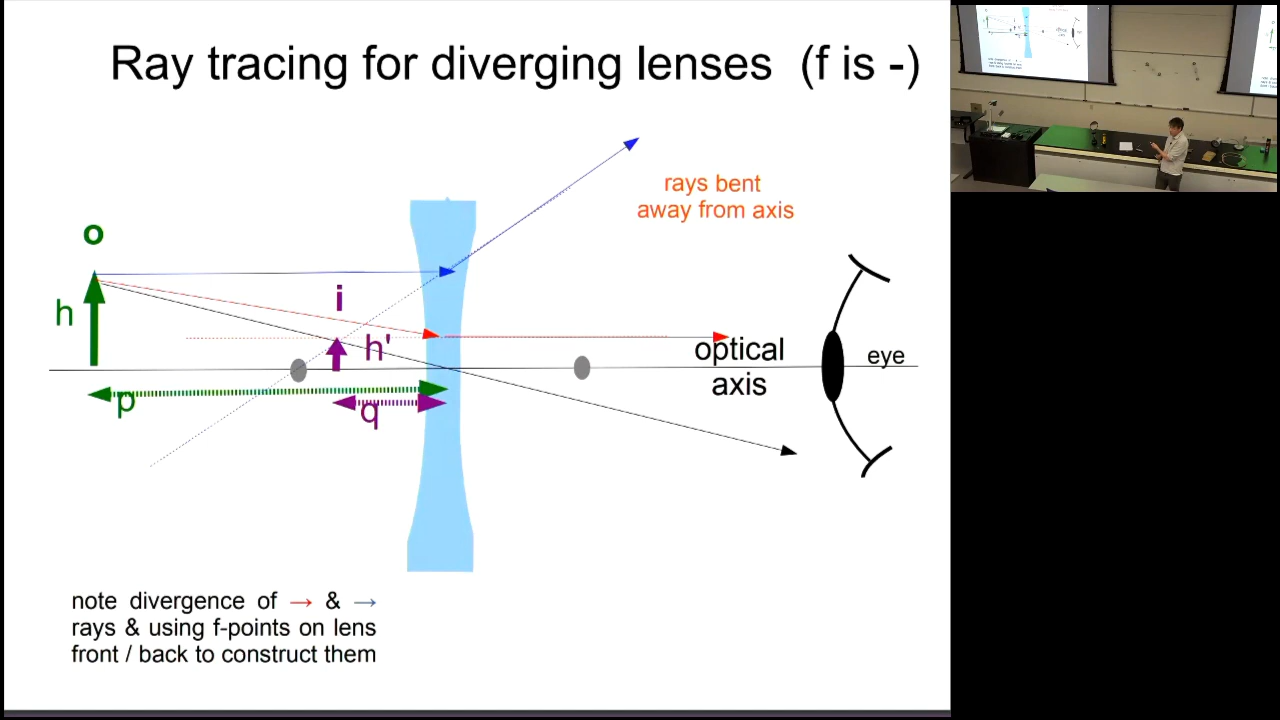 Ray tracing for diverging lenses (f is -)
rays bent
away from axis
o
h
i
h'
p
q
optical
axis
eye
note divergence of → & →
rays & using f-points on lens
front / back to construct them